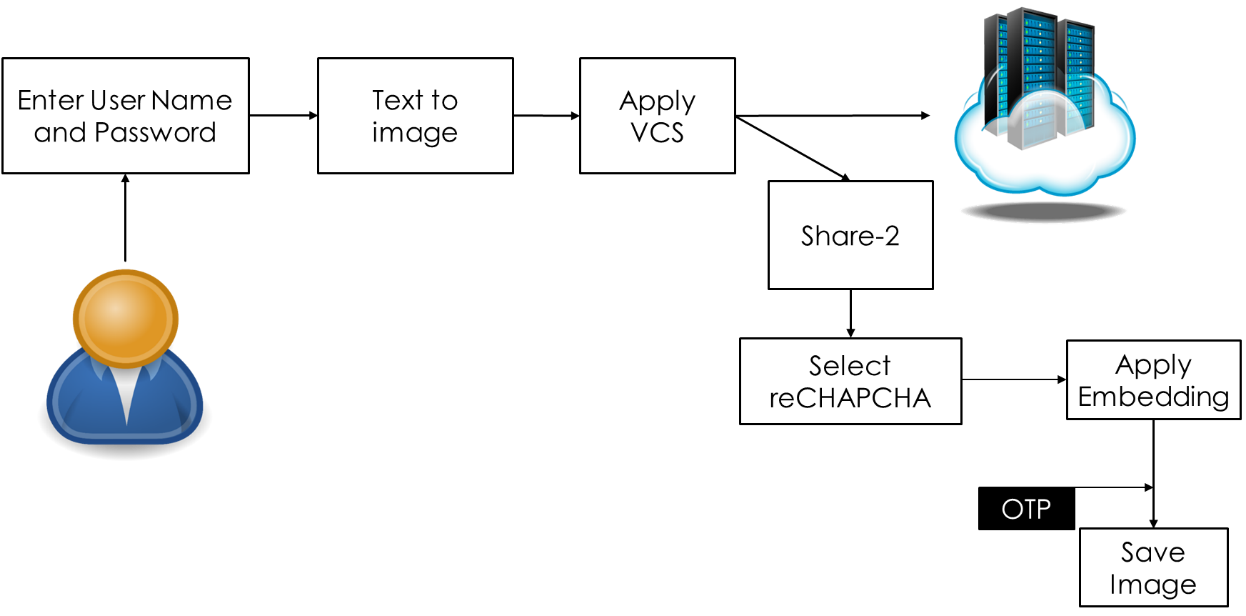 Enter User Name
and Password
Text to
image
Apply
VCS
Share-2
Select
reCHAPCHA
Apply
Embedding
OTP
Save
Image